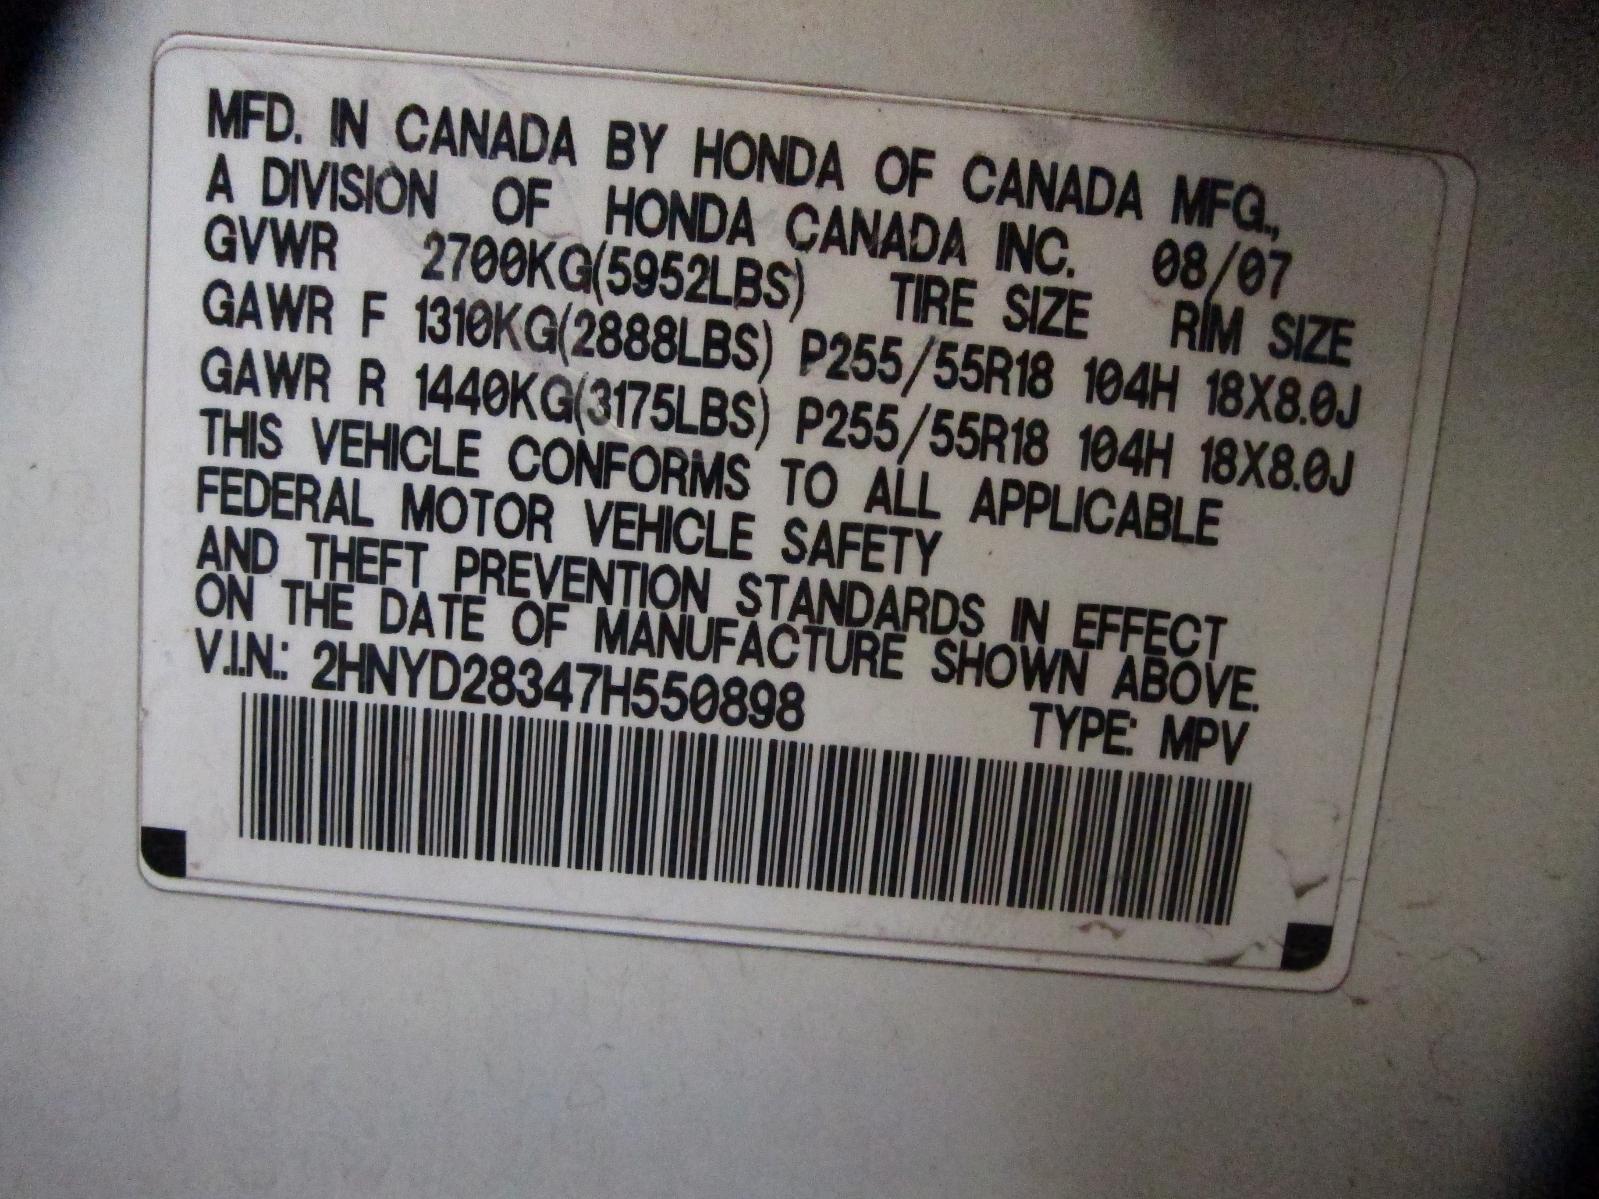 MFD. IN CANADA BY HONDA OF CANADA MFG.,
A DIVISION OF HONDA CANADA INC. 08/07
GVWR 2700KG(5952LBS) TIRE SIZE RIM SIZE
GAWR F 1310KG(2888LBS) P255/55R18 104H 18X8.0J
GAWR R 1440KG(3175LBS) P255/55R18 104H 18X8.0J
THIS VEHICLE CONFORMS TO ALL APPLICABLE
FEDERAL MOTOR VEHICLE SAFETY
AND THEFT PREVENTION STANDARDS IN EFFECT
ON THE DATE OF MANUFACTURE SHOWN ABOVE.
V.I.N.: 2HNYD28347H550898 TYPE: MPV